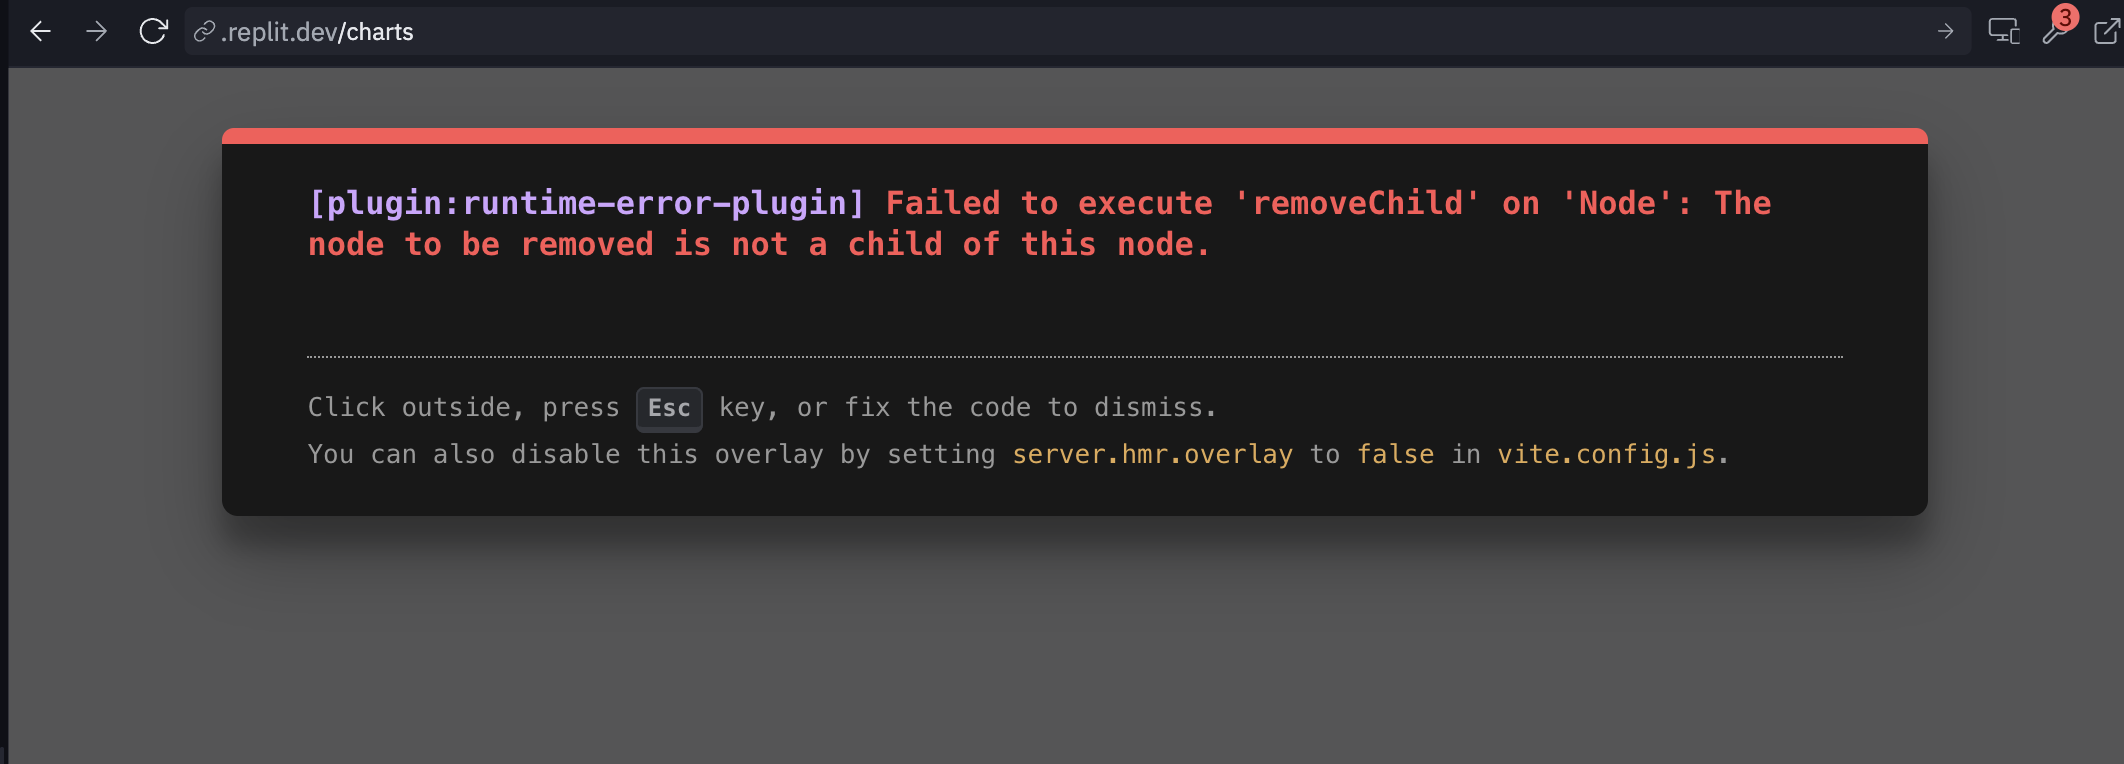 .replit.dev/charts
3
[plugin:runtime-error-plugin] Failed to execute 'removeChild' on 'Node': The
node to be removed is not a child of this node.
Click outside, press Esc key, or fix the code to dismiss.
You can also disable this overlay by setting server.hmr.overlay to false in vite.config.js.